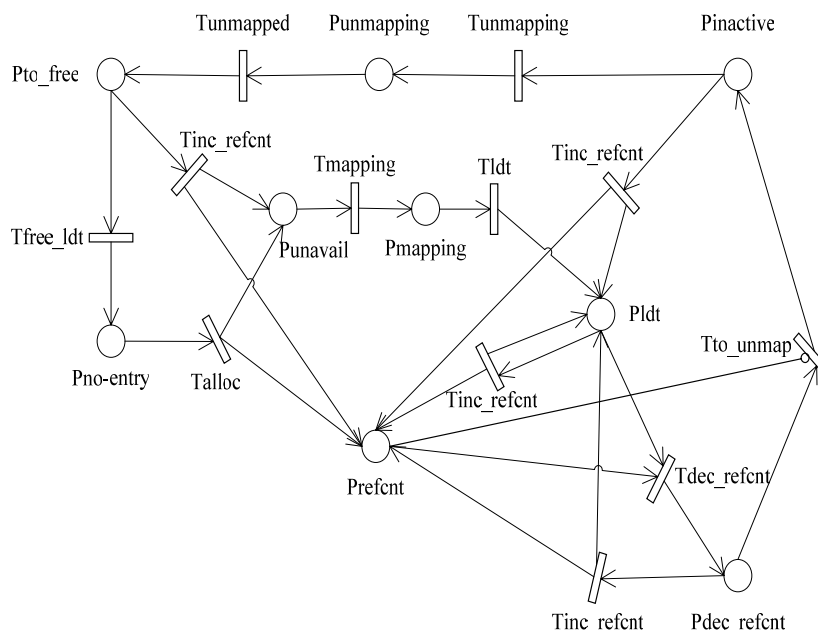 Tunmapped
Punmapping
Tunmapping
Pinactive
Pto_free
Tinc_refcnt
Tmapping
Tldt
Tinc_refcnt
Tfree_ldt
Punavail
Pmapping
Pldt
Tto_unmap
Pno-entry
Talloc
Tinc_refcnt
Prefcnt
Tdec_refcnt
Tinc_refcnt
Pdec_refcnt